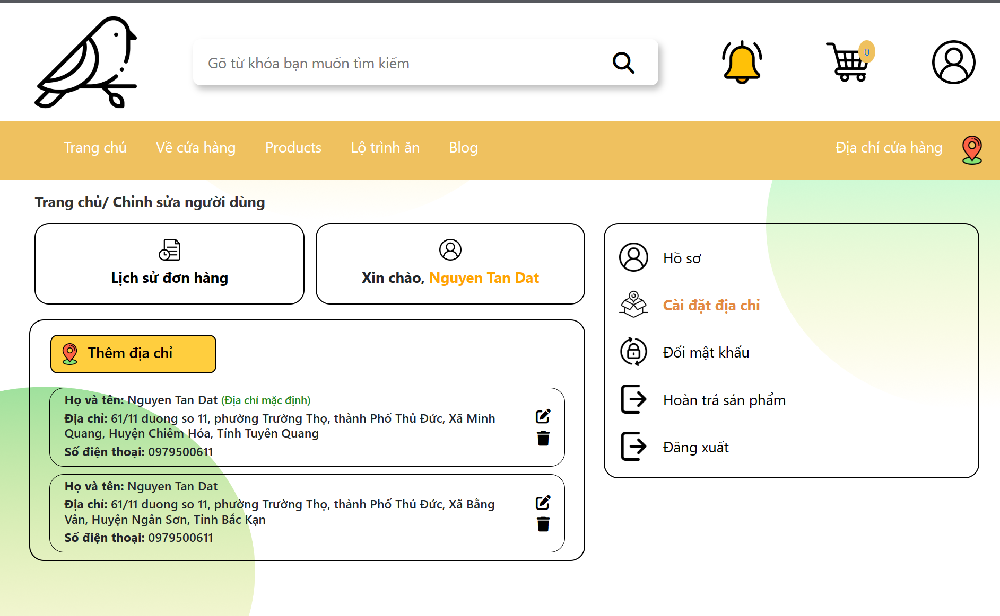 Gõ từ khóa bạn muốn tìm kiếm
0
Trang chủ
Về cửa hàng
Products
Lộ trình ăn
Blog
Địa chỉ cửa hàng
Trang chủ/ Chỉnh sửa người dùng
Lịch sử đơn hàng
Xin chào, Nguyen Tan Dat
Thêm địa chỉ
Họ và tên: Nguyen Tan Dat (Địa chỉ mặc định)
Địa chỉ: 61/11 duong so 11, phường Trường Thọ, thành Phố Thủ Đức, Xã Minh
Quang, Huyện Chiêm Hóa, Tỉnh Tuyên Quang
Số điện thoại: 0979500611
Họ và tên: Nguyen Tan Dat
Địa chỉ: 61/11 duong so 11, phường Trường Thọ, thành Phố Thủ Đức, Xã Bằng
Vân, Huyện Ngân Sơn, Tỉnh Bắc Kạn
Số điện thoại: 0979500611
Hồ sơ
Cài đặt địa chỉ
Đổi mật khẩu
Hoàn trả sản phẩm
Đăng xuất